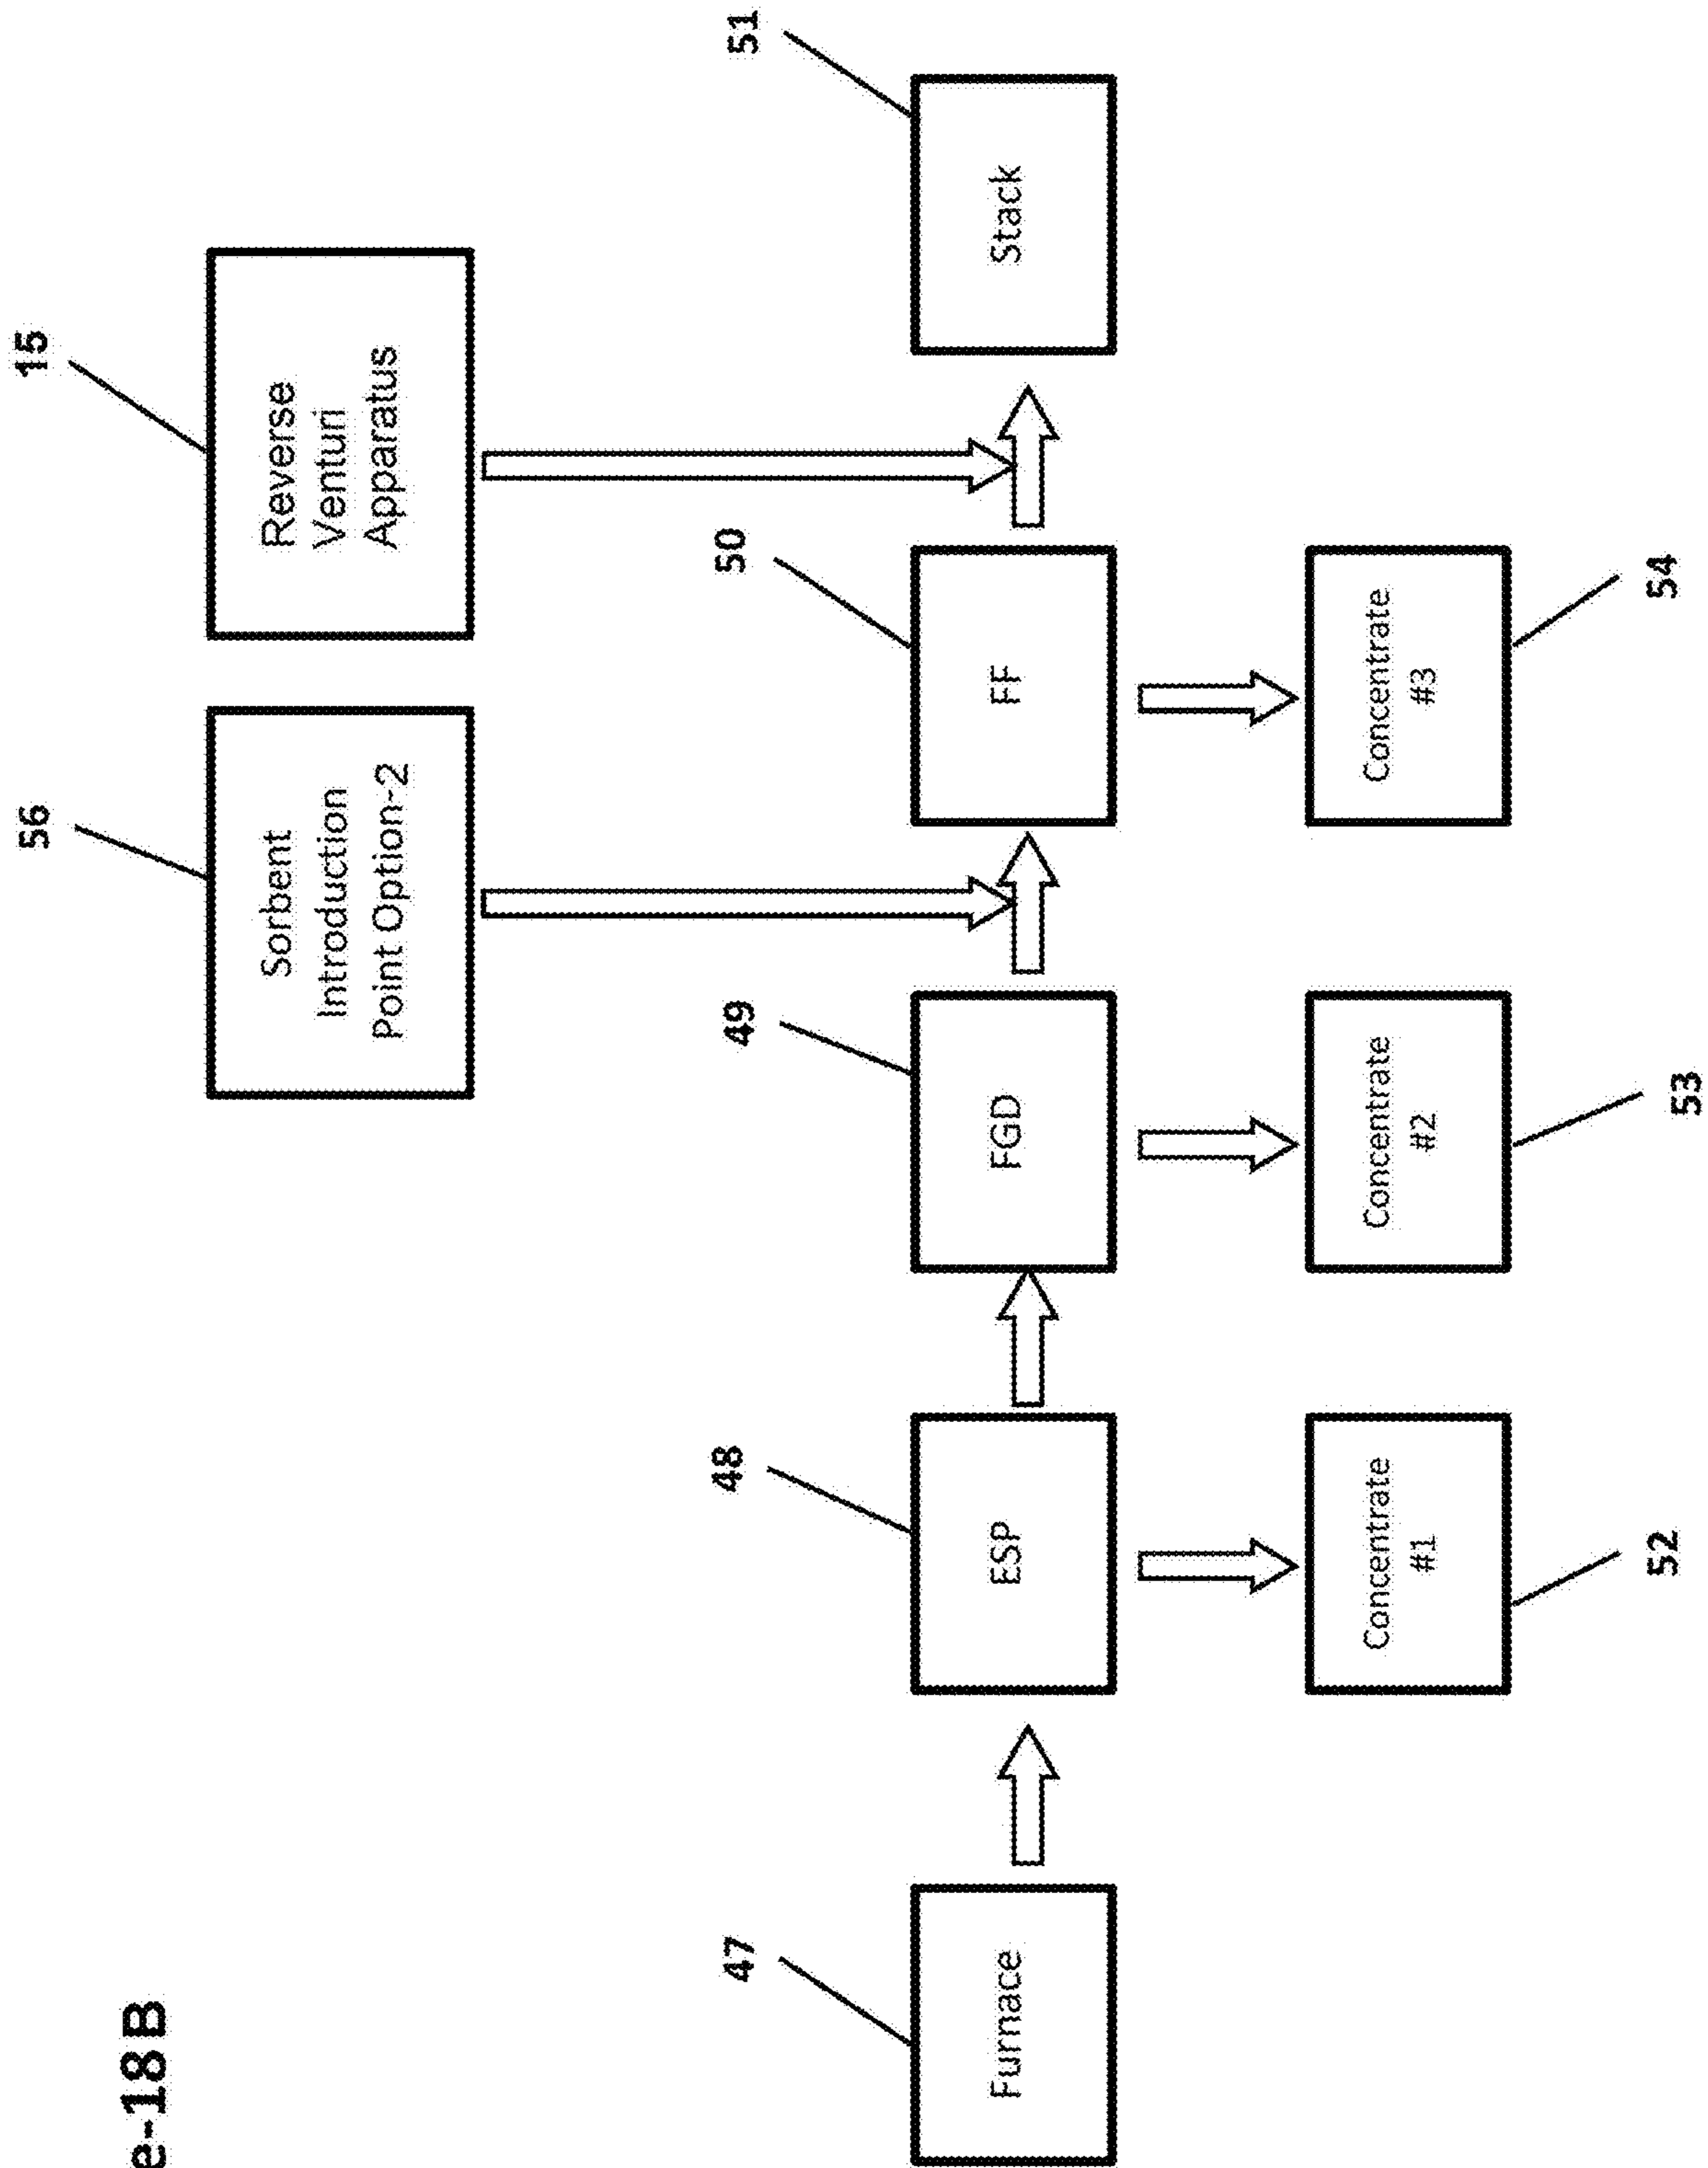 e-18 B
56
15
Sorbent
Introduction
Point Option-2
Reverse
Venturi
Apparatus
47
48
49
50
51
Furnace
ESP
FGD
FF
Stack
Concentrate
#1
Concentrate
#2
Concentrate
#3
52
53
54